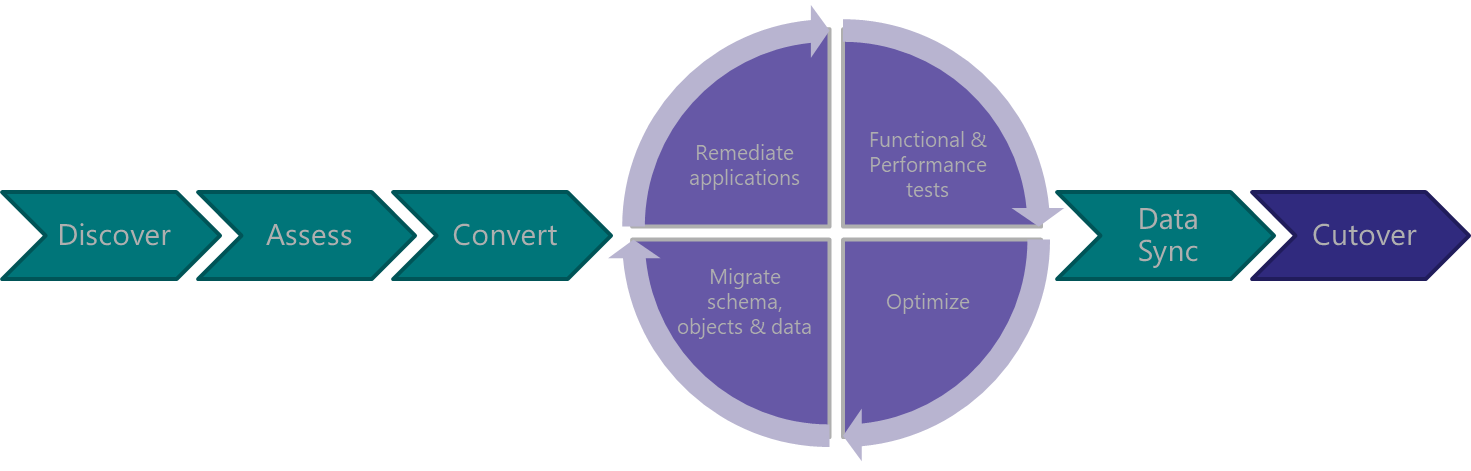 Discover
Assess
Convert
Remediate
applications
Functional &
Performance
tests
Migrate
schema,
objects & data
Optimize
Data
Sync
Cutover